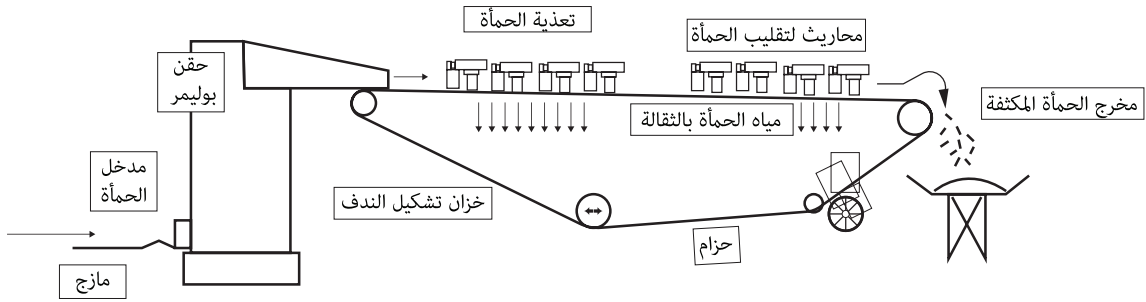 تعذية الحمأة
محاريث لتقليب الحمأة
حقن
بوليمر
مخرج الحمأة المكثفة
مياه الحمأة بالثقالة
مدخل
الحمأة
خزان تشكيل الندف
حزام
مازج